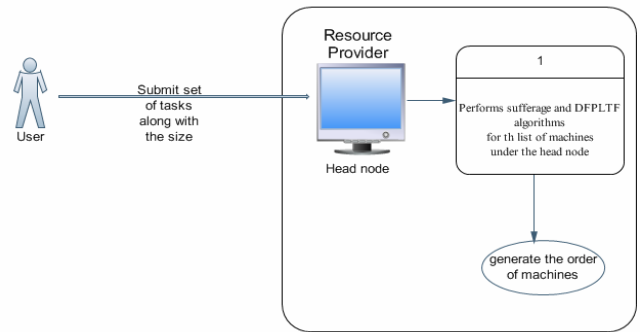 Resource
Provider
1
Submit set
of tasks
along with
the size
User
Performs sufferage and DFPLTF
algorithms
for th list of machines
under the head node
Head node
generate the order
of machines